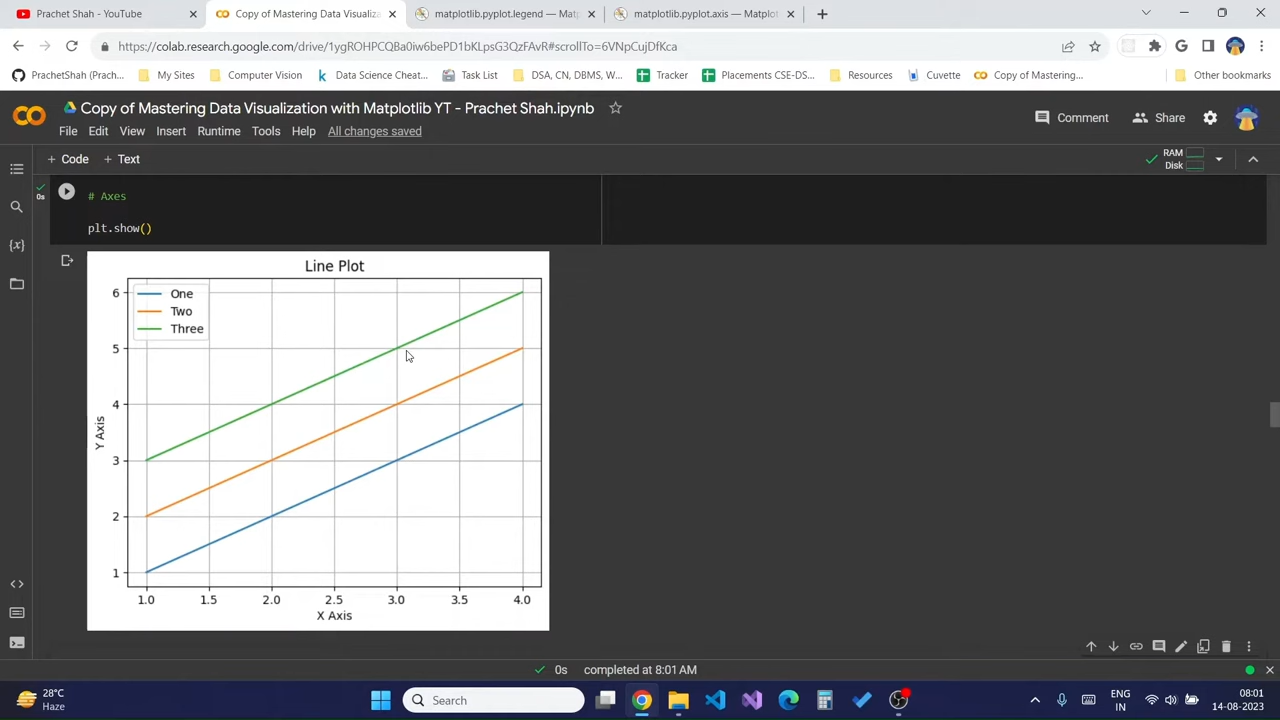 Prachet Shah - YouTube
Copy of Mastering Data Visualiza
matplotlib.pyplot.legend — Mat
matplotlib.pyplot.axis — Matplot
https://colab.research.google.com/drive/1ygROHPCQBa0iw6bePD1bKLpsG3QzFAvR#scrollTo=6VNpCujDfKca
PrachetShah (Prach...
My Sites
Computer Vision
Data Science Cheat...
Task List
DSA, CN, DBMS, W...
Tracker
Placements CSE-DS...
Resources
Cuvette
Copy of Mastering...
Other bookmarks
Copy of Mastering Data Visualization with Matplotlib YT - Prachet Shah.ipynb
Comment
Share
File Edit View Insert Runtime Tools Help All changes saved
+ Code + Text
RAM
Disk
0s
# Axes
plt.show()
Line Plot
One
Two
Three
6
5
4
3
2
1
Y Axis
1.0 1.5 2.0 2.5 3.0 3.5 4.0
X Axis
0s completed at 8:01 AM
28°C
Haze
Search
ENG
IN
08:01
14-08-2023